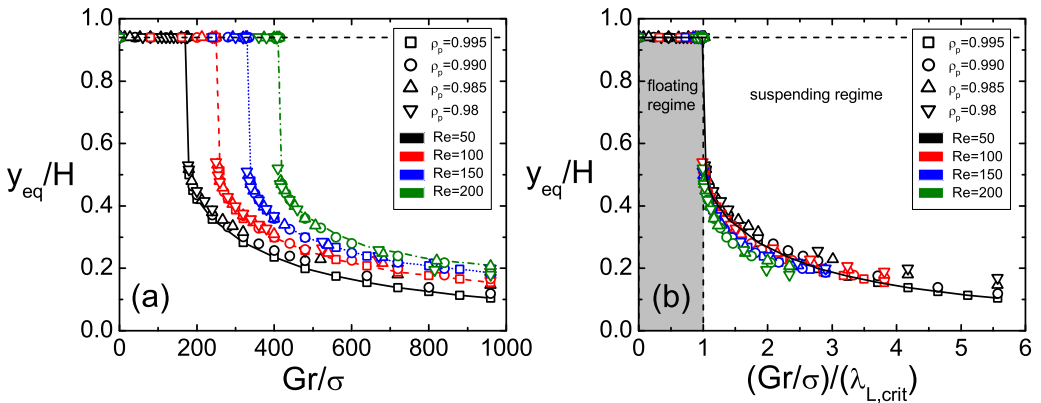 1.0
0.8
0.6
0.4
0.2
0.0
y_eq/H
0 200 400 600 800 1000
Gr/σ
(a)
ρ_p=0.995
ρ_p=0.990
ρ_p=0.985
ρ_p=0.98
Re=50
Re=100
Re=150
Re=200
1.0
0.8
0.6
0.4
0.2
0.0
y_eq/H
0 1 2 3 4 5 6
(Gr/σ)/(λ_L,crit)
(b)
floating
regime
suspending regime
ρ_p=0.995
ρ_p=0.990
ρ_p=0.985
ρ_p=0.98
Re=50
Re=100
Re=150
Re=200